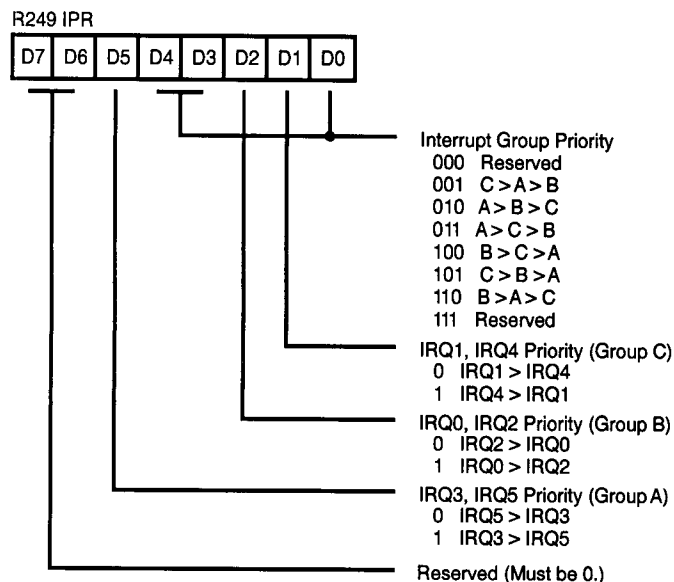 R249 IPR
D7 D6 D5 D4 D3 D2 D1 D0
Interrupt Group Priority
000 Reserved
001 C > A > B
010 A > B > C
011 A > C > B
100 B > C > A
101 C > B > A
110 B > A > C
111 Reserved
IRQ1, IRQ4 Priority (Group C)
0 IRQ1 > IRQ4
1 IRQ4 > IRQ1
IRQ0, IRQ2 Priority (Group B)
0 IRQ2 > IRQ0
1 IRQ0 > IRQ2
IRQ3, IRQ5 Priority (Group A)
0 IRQ5 > IRQ3
1 IRQ3 > IRQ5
Reserved (Must be 0.)